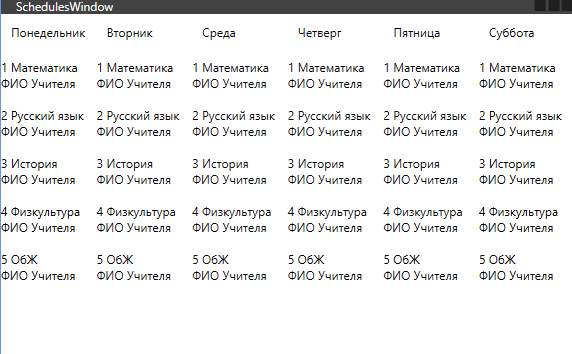 SchedulesWindow
Понедельник Вторник Среда Четверг Пятница Суббота
1 Математика 1 Математика 1 Математика 1 Математика 1 Математика 1 Математика
ФИО Учителя ФИО Учителя ФИО Учителя ФИО Учителя ФИО Учителя ФИО Учителя
2 Русский язык 2 Русский язык 2 Русский язык 2 Русский язык 2 Русский язык 2 Русский язык
ФИО Учителя ФИО Учителя ФИО Учителя ФИО Учителя ФИО Учителя ФИО Учителя
3 История 3 История 3 История 3 История 3 История 3 История
ФИО Учителя ФИО Учителя ФИО Учителя ФИО Учителя ФИО Учителя ФИО Учителя
4 Физкультура 4 Физкультура 4 Физкультура 4 Физкультура 4 Физкультура 4 Физкультура
ФИО Учителя ФИО Учителя ФИО Учителя ФИО Учителя ФИО Учителя ФИО Учителя
5 ОбЖ 5 ОбЖ 5 ОбЖ 5 ОбЖ 5 ОбЖ 5 ОбЖ
ФИО Учителя ФИО Учителя ФИО Учителя ФИО Учителя ФИО Учителя ФИО Учителя